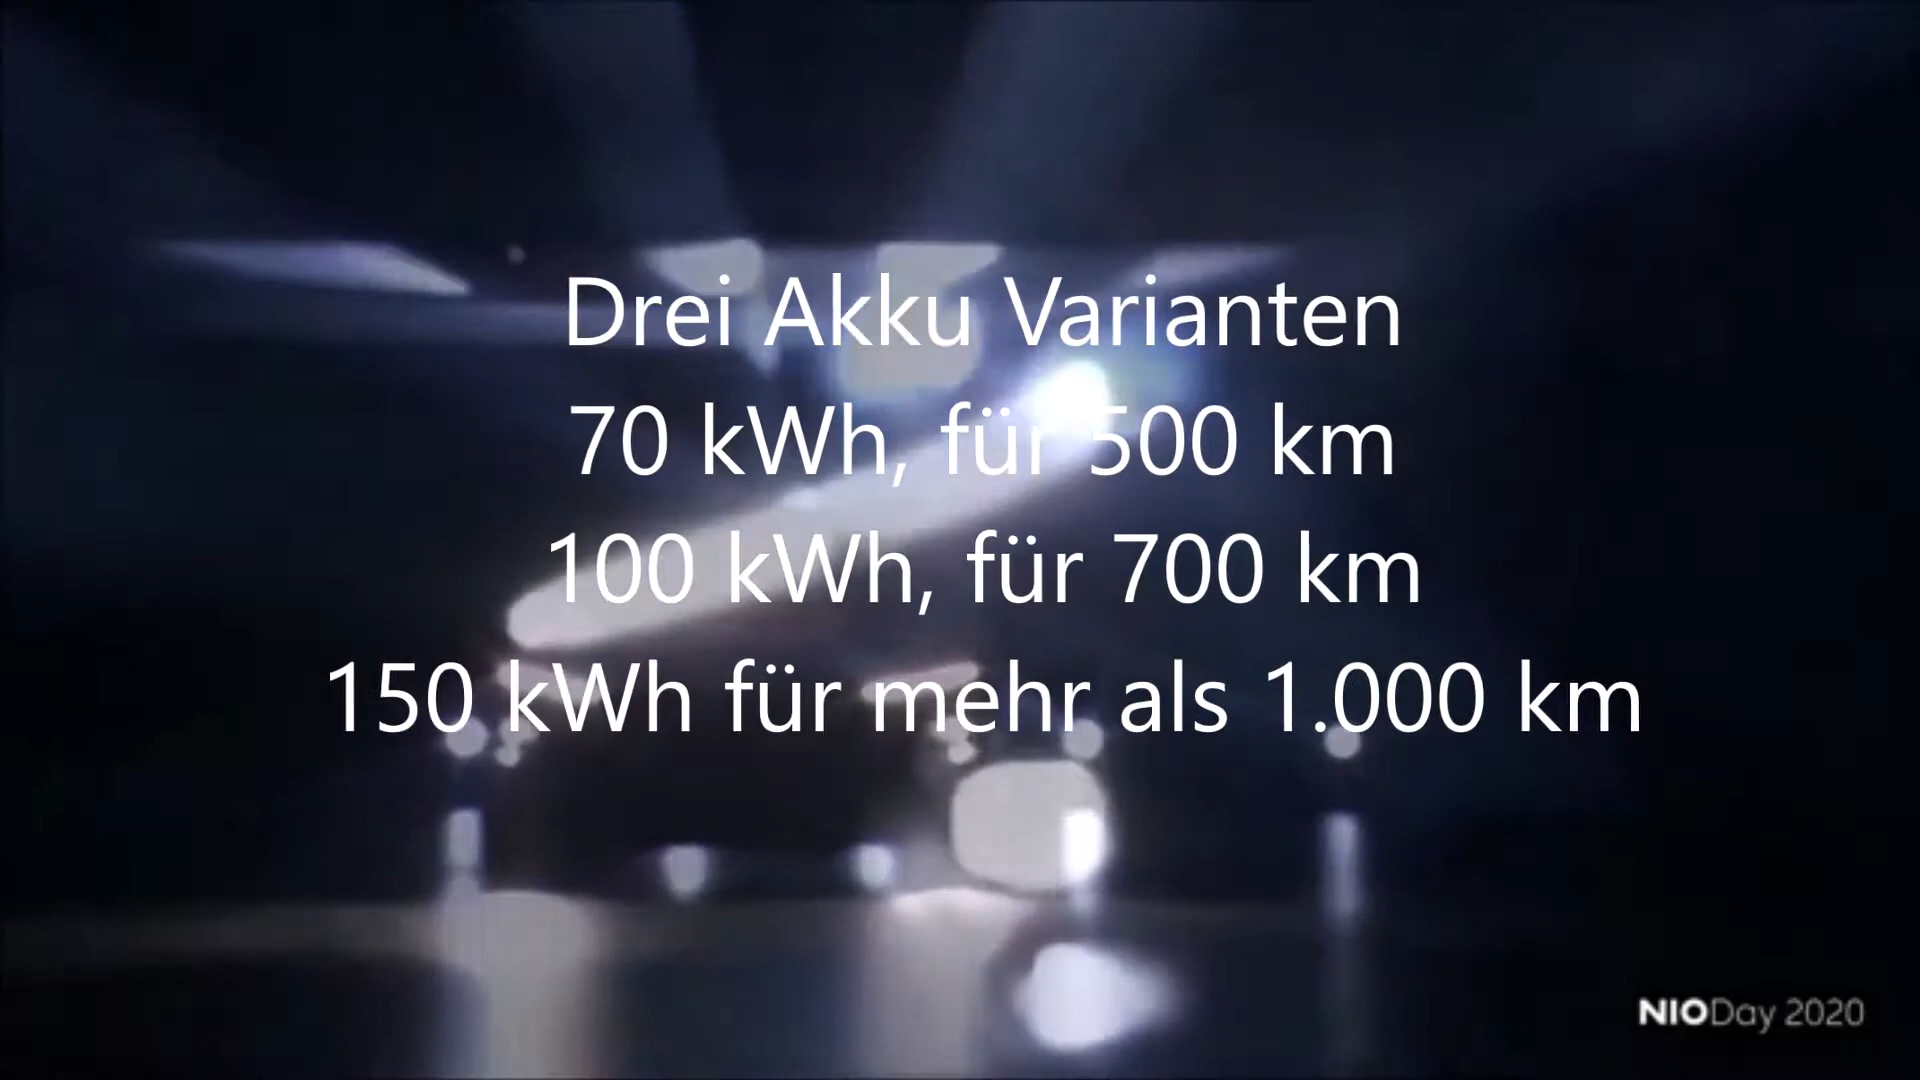 Drei Akku Varianten
70 kWh, für 500 km
100 kWh, für 700 km
150 kWh für mehr als 1.000 km
NIODay 2020